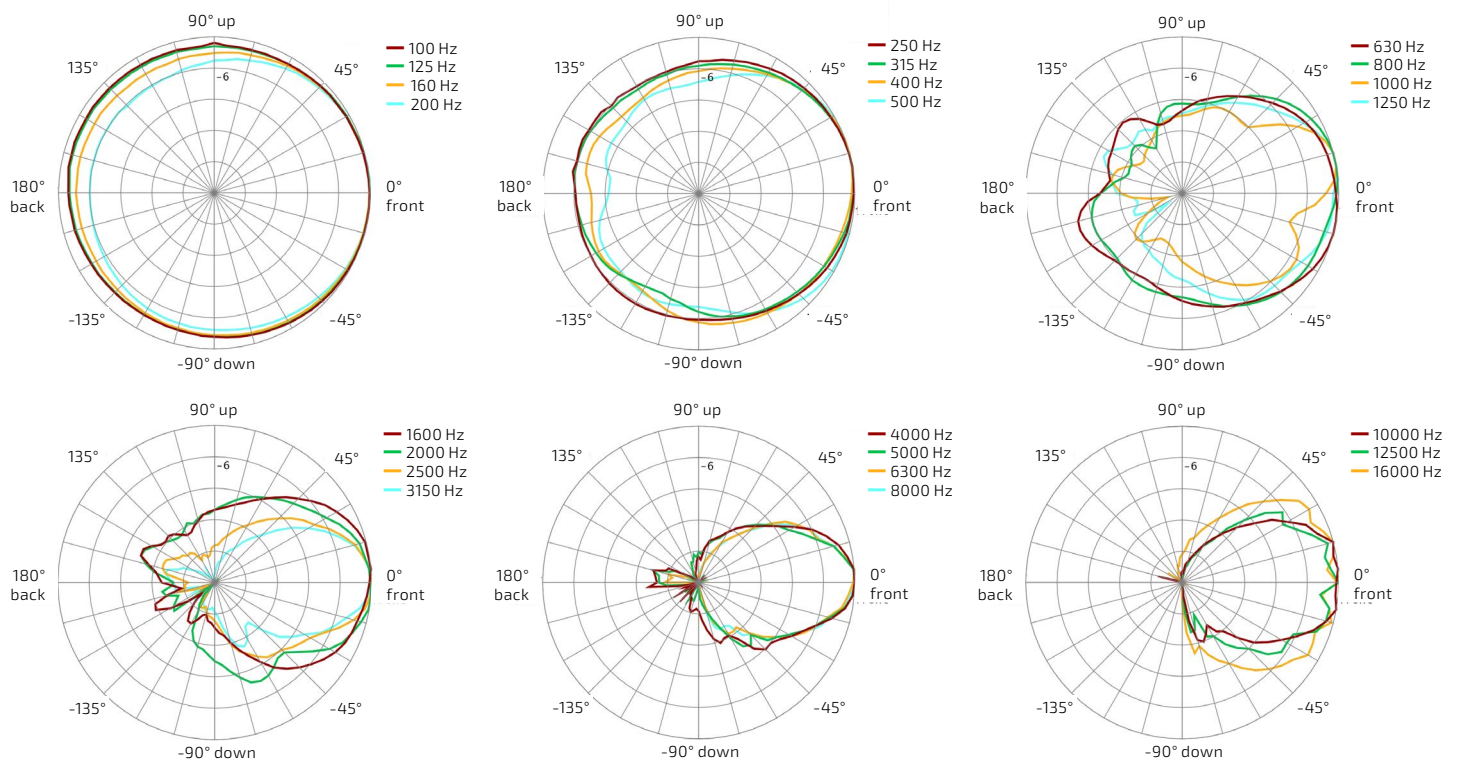 90° up
135°
45°
-6
180°
back
0°
front
-135°
-45°
-90° down
100 Hz
125 Hz
160 Hz
200 Hz
90° up
135°
45°
-6
180°
back
0°
front
-135°
-45°
-90° down
250 Hz
315 Hz
400 Hz
500 Hz
90° up
135°
45°
-6
180°
back
0°
front
-135°
-45°
-90° down
630 Hz
800 Hz
1000 Hz
1250 Hz
90° up
135°
45°
-6
180°
back
0°
front
-135°
-45°
-90° down
1600 Hz
2000 Hz
2500 Hz
3150 Hz
90° up
135°
45°
-6
180°
back
0°
front
-135°
-45°
-90° down
4000 Hz
5000 Hz
6300 Hz
8000 Hz
90° up
135°
45°
-6
180°
back
0°
front
-135°
-45°
-90° down
10000 Hz
12500 Hz
16000 Hz